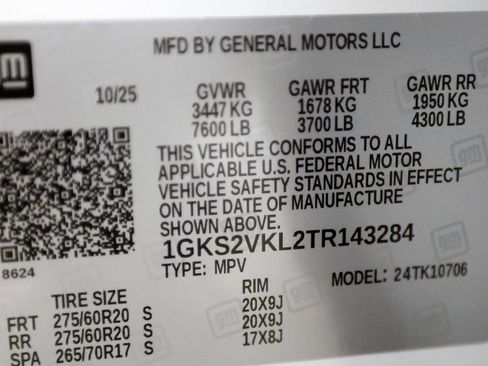 gm
MFD BY GENERAL MOTORS LLC
10/25 GVWR GAWR FRT GAWR RR
3447 KG 1678 KG 1950 KG
7600 LB 3700 LB 4300 LB
THIS VEHICLE CONFORMS TO ALL
APPLICABLE U.S. FEDERAL MOTOR
VEHICLE SAFETY STANDARDS IN EFFECT
ON THE DATE OF MANUFACTURE
SHOWN ABOVE.
1GKS2VKL2TR143284
8624 TYPE: MPV MODEL: 24TK10706
TIRE SIZE RIM
FRT 275/60R20 S 20X9J
RR 275/60R20 S 20X9J
SPA 265/70R17 S 17X8J